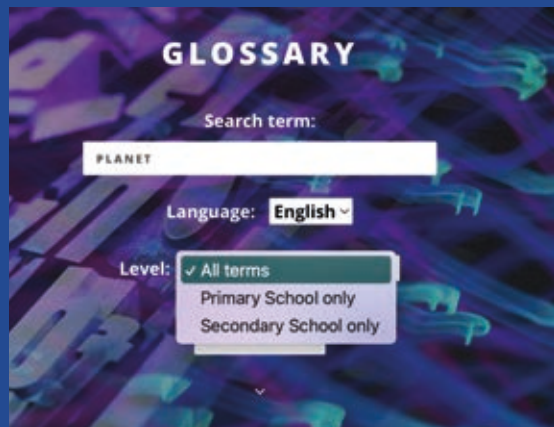 GLOSSARY
Search term:
PLANET
Language: English
Level: ✓ All terms
Primary School only
Secondary School only